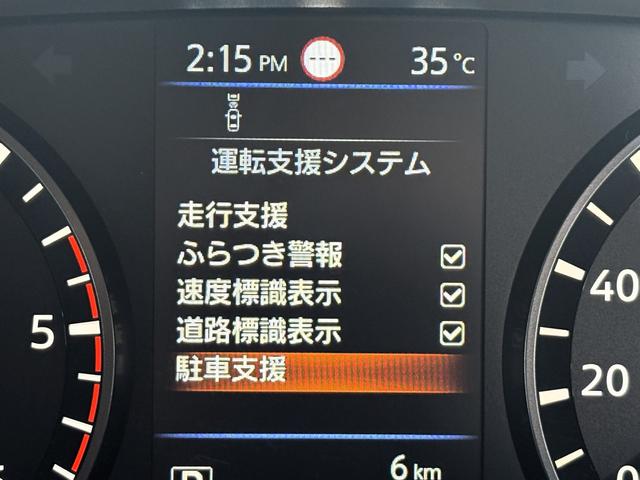 2:15 PM --- 35℃
運転支援システム
走行支援
ふらつき警報
速度標識表示
道路標識表示
駐車支援
5
40
20
0
P
6 km